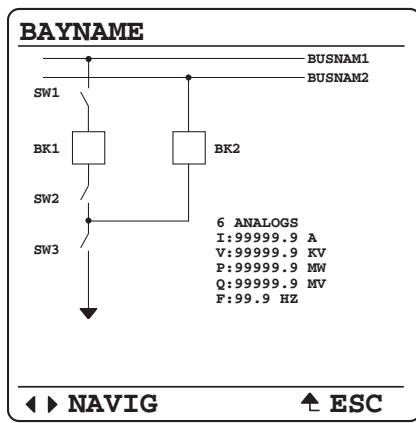 BAYNAME
BUSNAM1
BUSNAM2
SW1
BK1
BK2
SW2
SW3
6 ANALOGS
I:99999.9 A
V:99999.9 KV
P:99999.9 MW
Q:99999.9 MV
F:99.9 HZ
NAVIG ESC